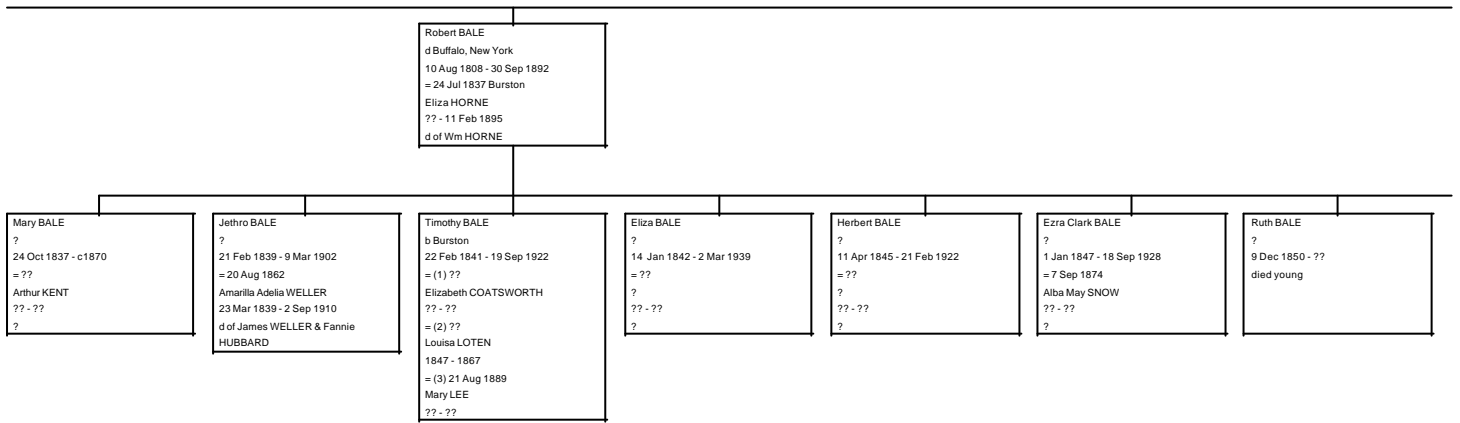 Robert BALE
d Buffalo, New York
10 Aug 1808 - 30 Sep 1892
= 24 Jul 1837 Burston
Eliza HORNE
?? - 11 Feb 1895
d of Wm HORNE
Mary BALE
?
24 Oct 1837 - c1870
= ??
Arthur KENT
?? - ??
?
Jethro BALE
?
21 Feb 1839 - 9 Mar 1902
= 20 Aug 1862
Amarilla Adelia WELLER
23 Mar 1839 - 2 Sep 1910
d of James WELLER & Fannie
HUBBARD
Timothy BALE
b Burston
22 Feb 1841 - 19 Sep 1922
= (1) ??
Elizabeth COATSWORTH
?? - ??
= (2) ??
Louisa LOTEN
1847 - 1867
= (3) 21 Aug 1889
Mary LEE
?? - ??
Eliza BALE
?
14 Jan 1842 - 2 Mar 1939
= ??
?
?? - ??
?
Herbert BALE
?
11 Apr 1845 - 21 Feb 1922
= ??
?
?? - ??
?
Ezra Clark BALE
?
1 Jan 1847 - 18 Sep 1928
= 7 Sep 1874
Alba May SNOW
?? - ??
?
Ruth BALE
?
9 Dec 1850 - ??
died young